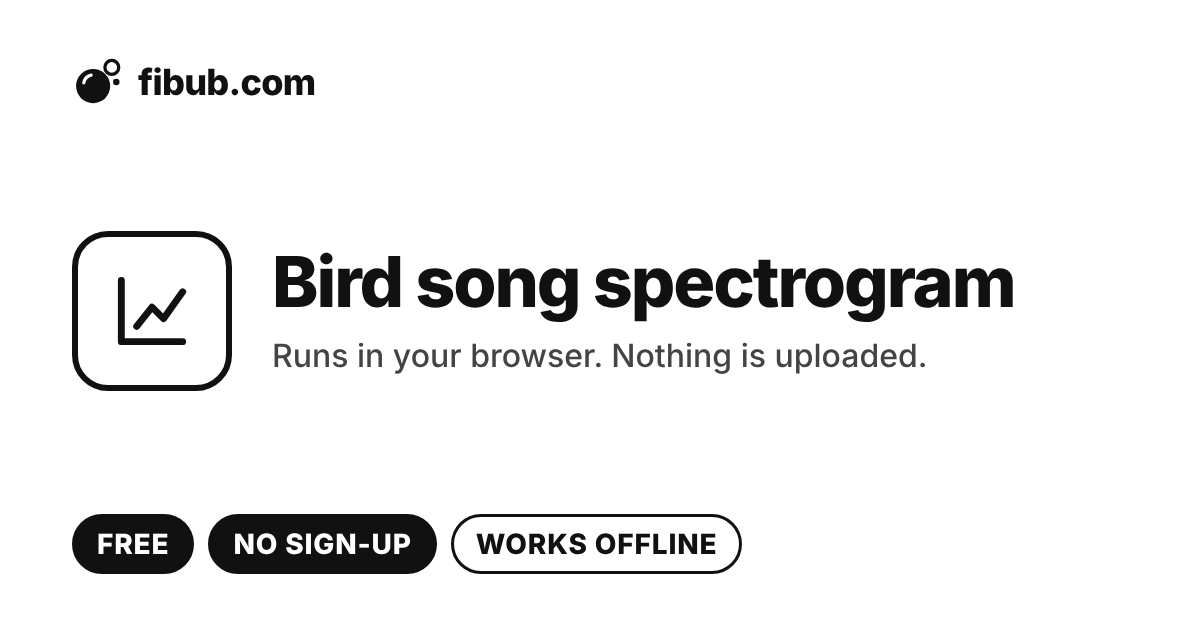 fibub.com
Bird song spectrogram
Runs in your browser. Nothing is uploaded.
FREE
NO SIGN-UP
WORKS OFFLINE